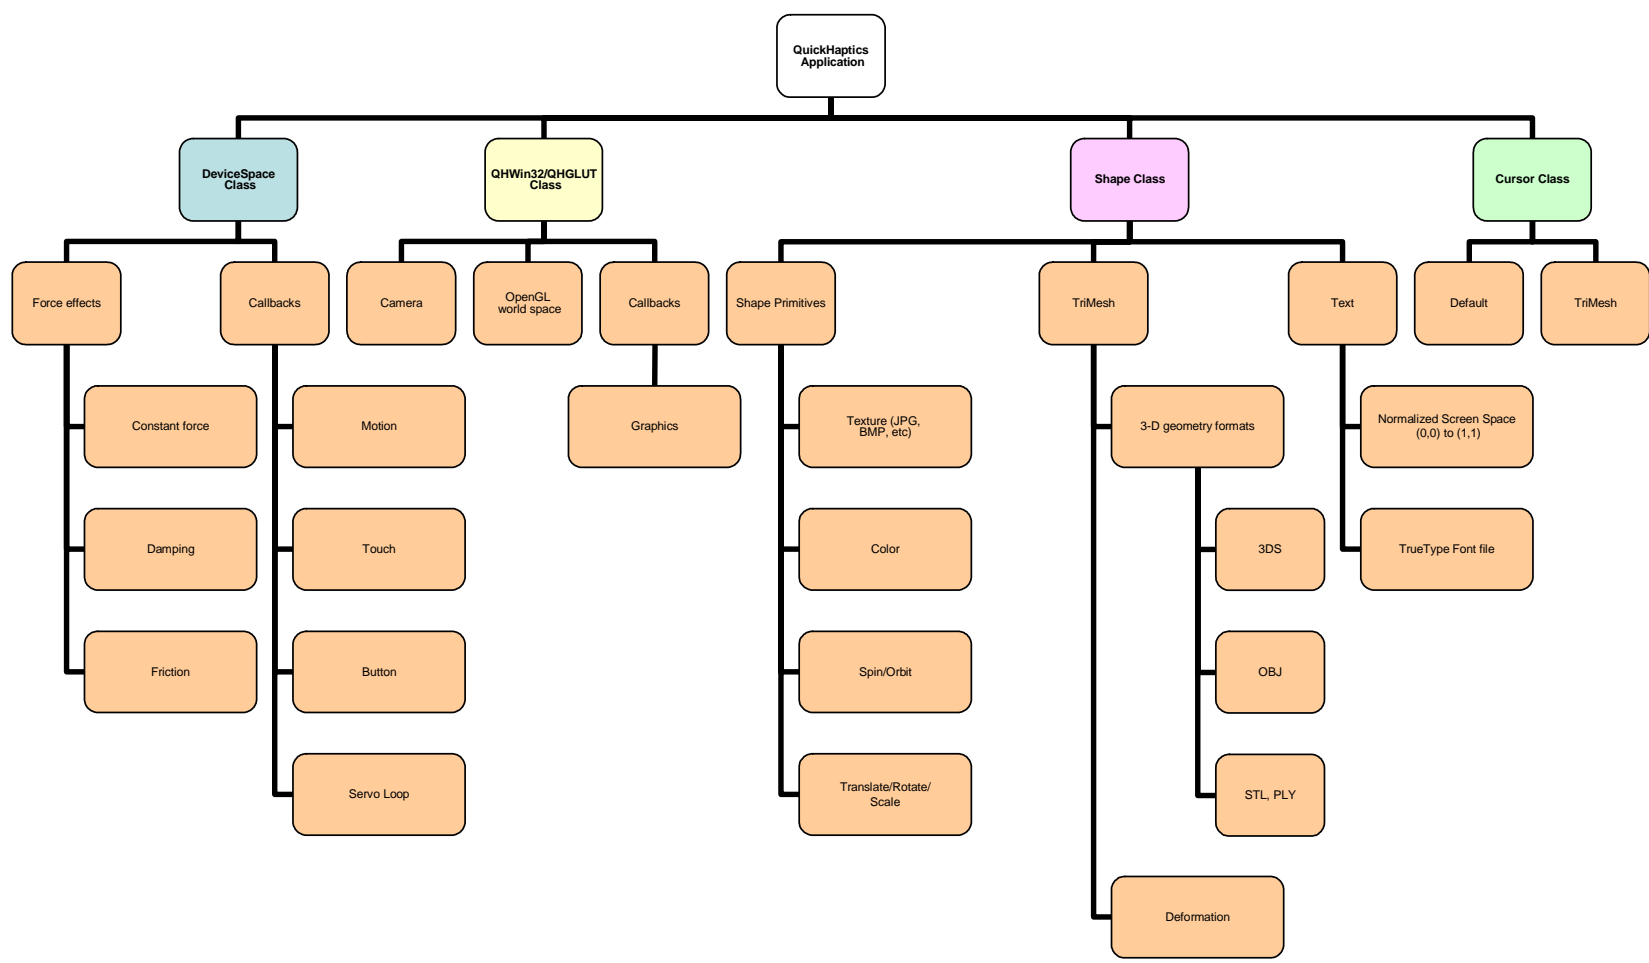 QuickHaptics
Application
DeviceSpace
Class
QHWin32/QHGLUT
Class
Shape Class
Cursor Class
Force effects
Callbacks
Camera
OpenGL
world space
Callbacks
Shape Primitives
TriMesh
Text
Default
TriMesh
Constant force
Motion
Graphics
Texture (JPG,
BMP, etc)
3-D geometry formats
Normalized Screen Space
(0,0) to (1,1)
Damping
Touch
Color
3DS
TrueType Font file
Friction
Button
Spin/Orbit
OBJ
Servo Loop
Translate/Rotate/
Scale
STL, PLY
Deformation